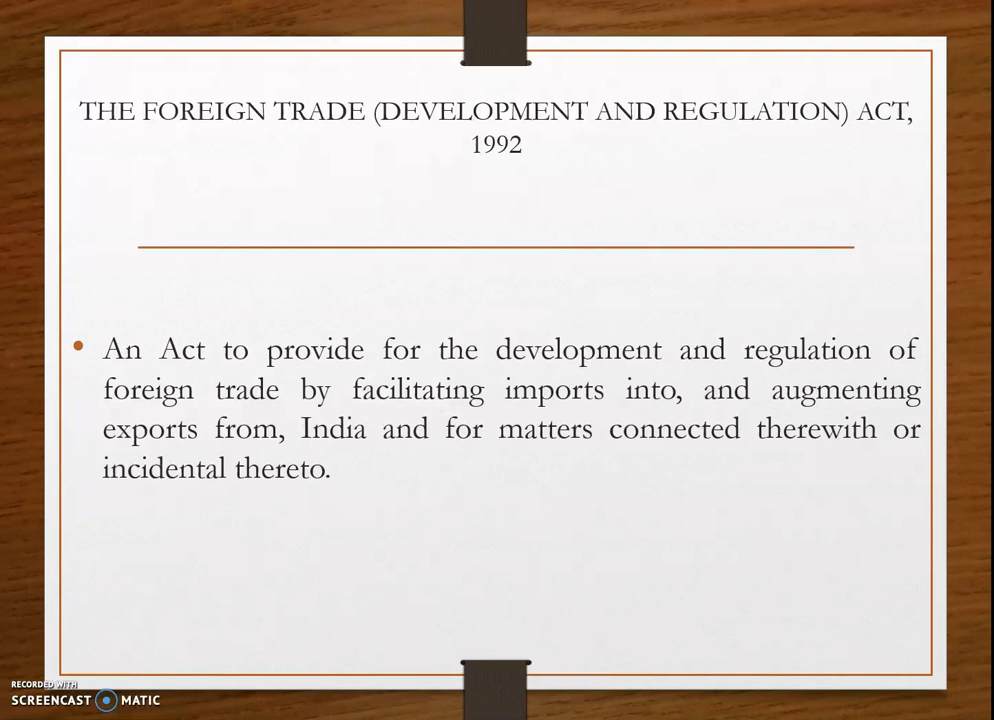 THE FOREIGN TRADE (DEVELOPMENT AND REGULATION) ACT,
1992
• An Act to provide for the development and regulation of
foreign trade by facilitating imports into, and augmenting
exports from, India and for matters connected therewith or
incidental thereto.
RECORDED WITH
SCREENCAST MATIC